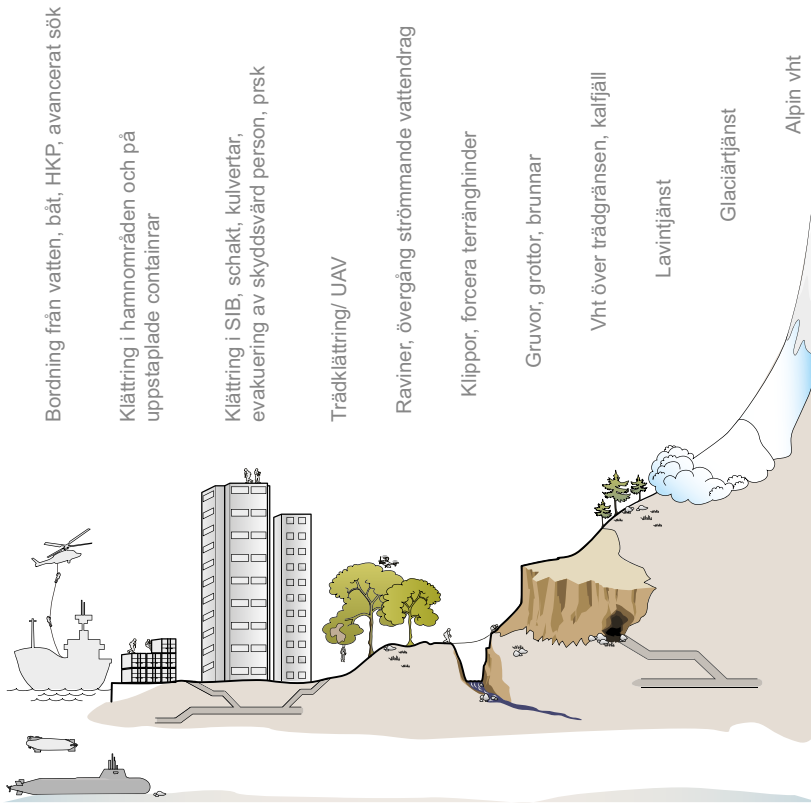 Bordning från vatten, båt, HKP, avancerat sök
Klättring i hamnområden och på
uppstaplade containrar
Klättring i SIB, schakt, kulvertar,
evakuering av skyddsvärd person, prsk
Trädklättring/ UAV
Raviner, övergång strömmande vattendrag
Klippor, forcera terränghinder
Gruvor, grottor, brunnar
Vht över trädgränsen, kalfjäll
Lavintjänst
Glaciärtjänst
Alpin vht